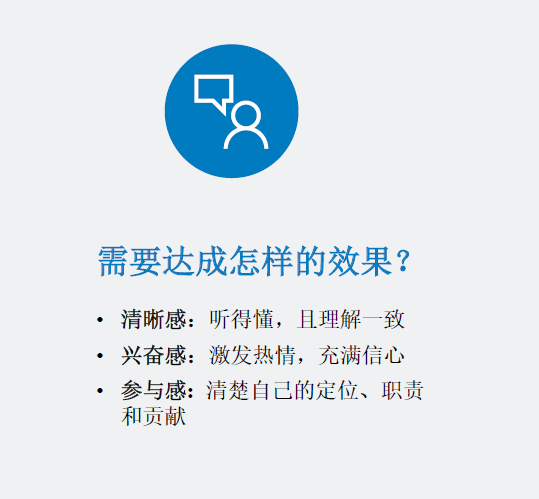 需要达成怎样的效果？
• 清晰感：听得懂，且理解一致
• 兴奋感：激发热情，充满信心
• 参与感：清楚自己的定位、职责
和贡献